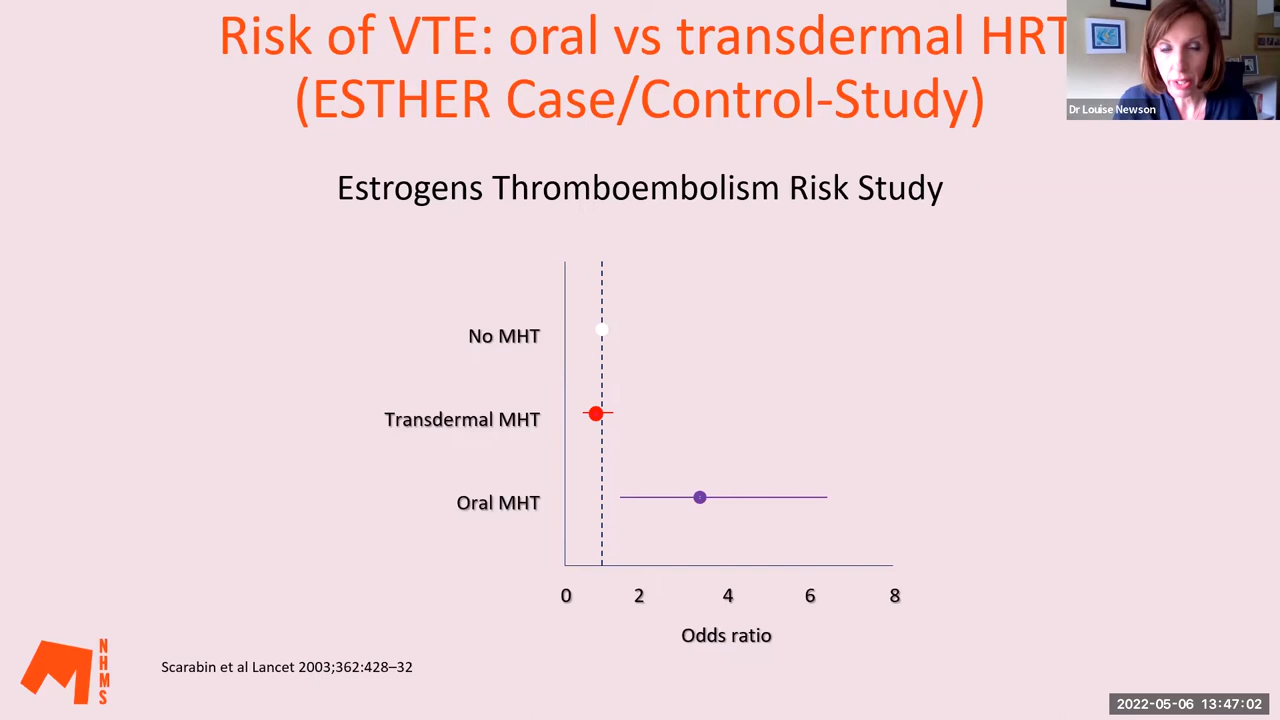 Risk of VTE: oral vs transdermal HRT
(ESTHER Case/Control-Study)
Dr Louise Newson
Estrogens Thromboembolism Risk Study
No MHT
Transdermal MHT
Oral MHT
0 2 4 6 8
Odds ratio
NHMS
Scarabin et al Lancet 2003;362:428–32
2022-05-06 13:47:02